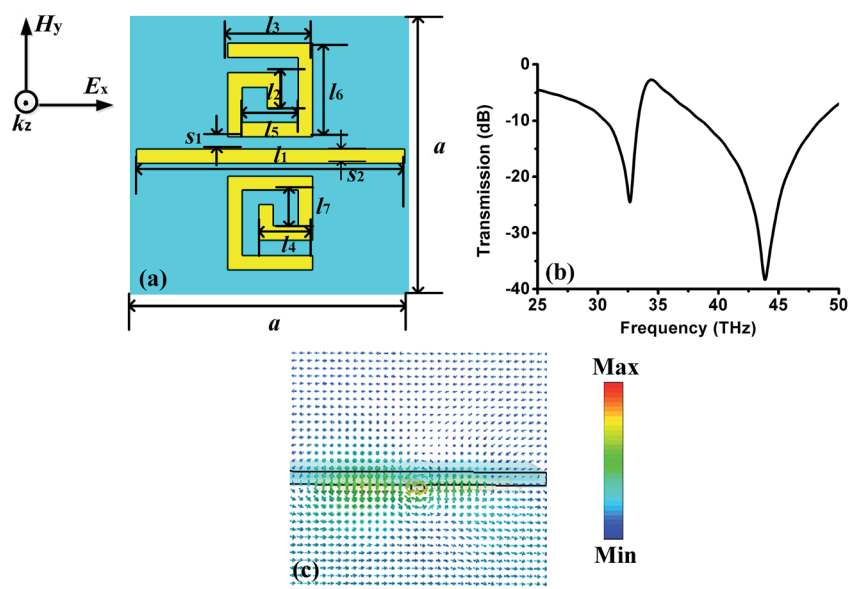 Hy
Ex
kz
l3
l2
l6
l5
s1
l1
s2
l7
l4
a
(a)
a
0
-10
-20
-30
-40
Transmission (dB)
(b)
25 30 35 40 45 50
Frequency (THz)
Max
Min
(c)